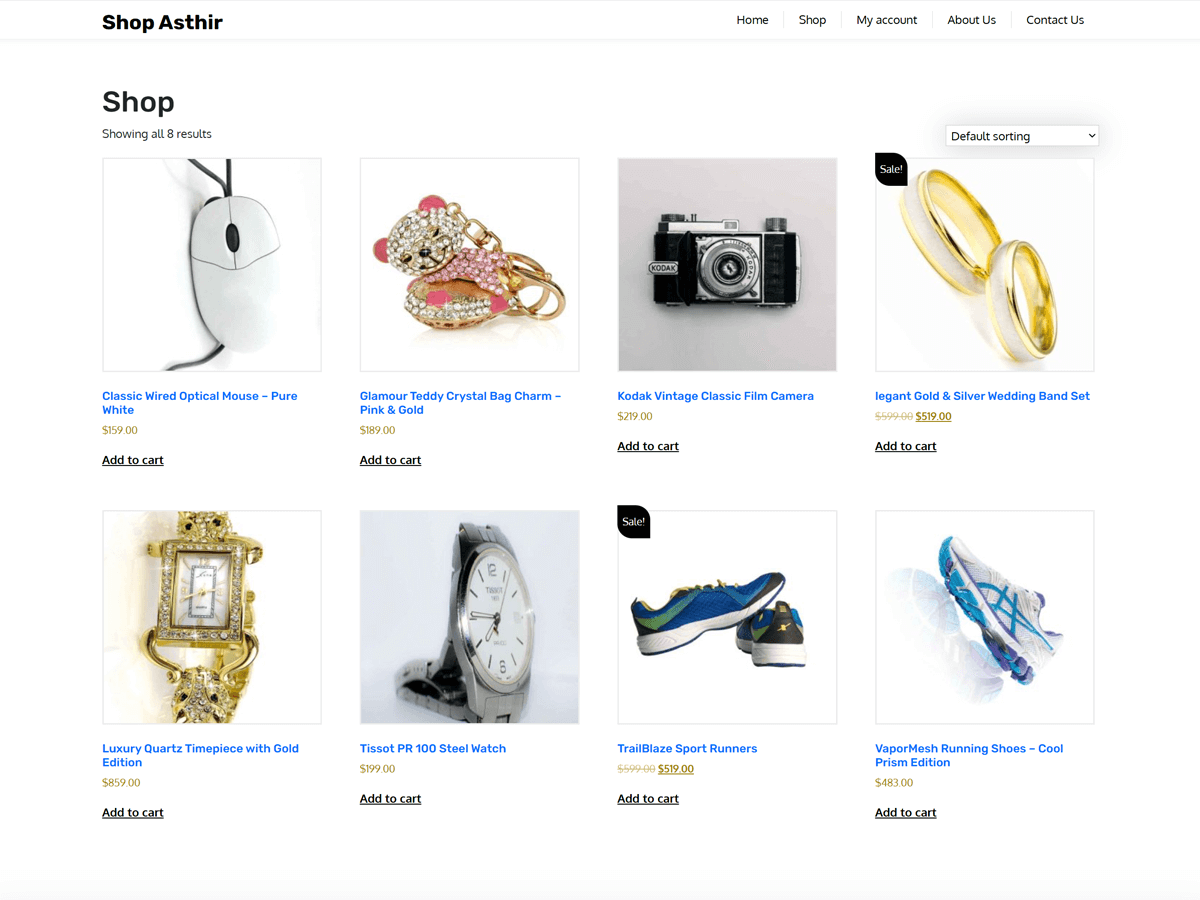 Shop Asthir
Home
Shop
My account
About Us
Contact Us
Shop
Showing all 8 results
Default sorting
Sale!
KODAK
Classic Wired Optical Mouse – Pure
White
$159.00
Add to cart
Glamour Teddy Crystal Bag Charm –
Pink & Gold
$189.00
Add to cart
Kodak Vintage Classic Film Camera
$219.00
Add to cart
legant Gold & Silver Wedding Band Set
$599.00 $519.00
Add to cart
Sale!
12
TISSOT
6
Luxury Quartz Timepiece with Gold
Edition
$859.00
Add to cart
Tissot PR 100 Steel Watch
$199.00
Add to cart
TrailBlaze Sport Runners
$599.00 $519.00
Add to cart
VaporMesh Running Shoes – Cool
Prism Edition
$483.00
Add to cart